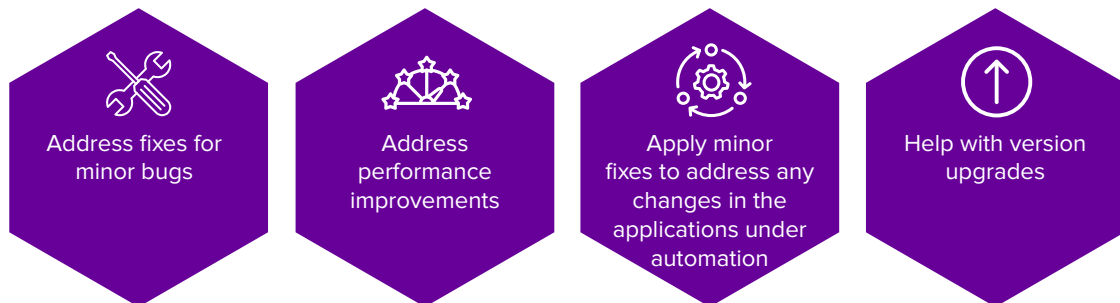 Address fixes for
minor bugs
Address
performance
improvements
Apply minor
fixes to address any
changes in the
applications under
automation
Help with version
upgrades